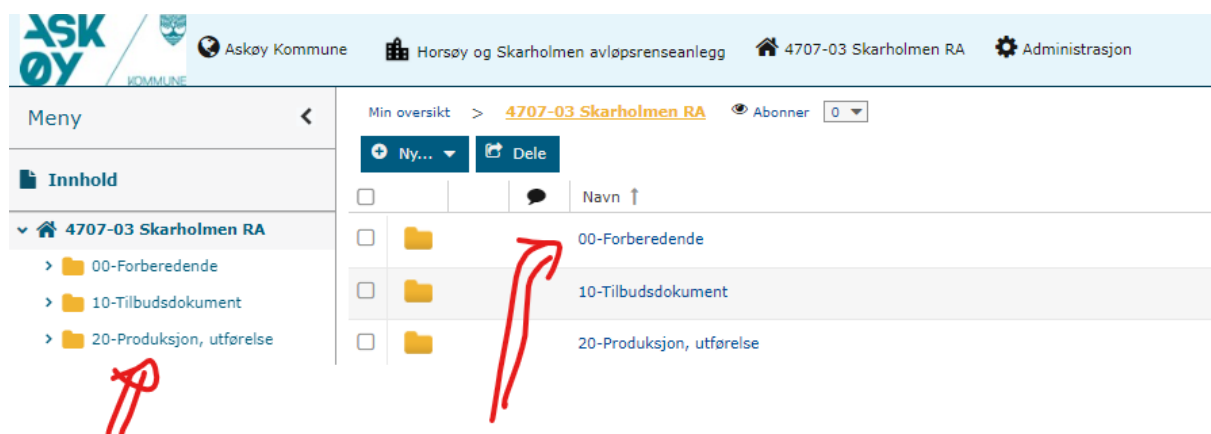 ASK
ØY
KOMMUNE
Askøy Kommune
Horsøy og Skarholmen avløpsrenseanlegg
4707-03 Skarholmen RA
Administrasjon
Meny
Min oversikt > 4707-03 Skarholmen RA Abonner 0
Ny... Dele
Innhold
Navn ↑
4707-03 Skarholmen RA
00-Forberedende
10-Tilbudsdokument
20-Produksjon, utførelse
00-Forberedende
10-Tilbudsdokument
20-Produksjon, utførelse